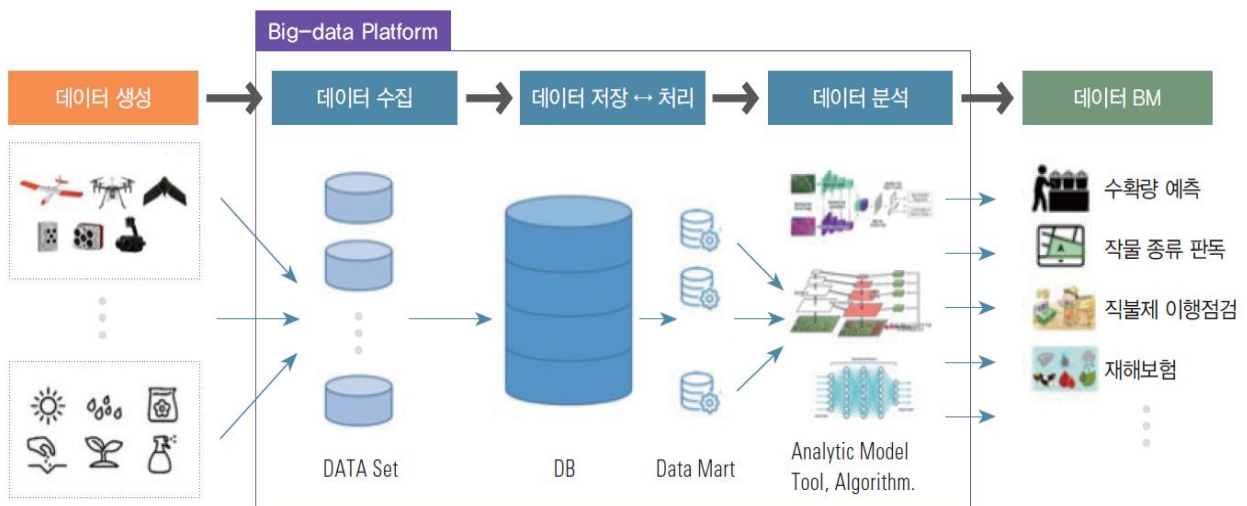 Big-data Platform
데이터 생성
데이터 수집
데이터 저장 ↔ 처리
데이터 분석
데이터 BM
수확량 예측
작물 종류 판독
직불제 이행점검
재해보험
DATA Set
DB
Data Mart
Analytic Model
Tool, Algorithm.